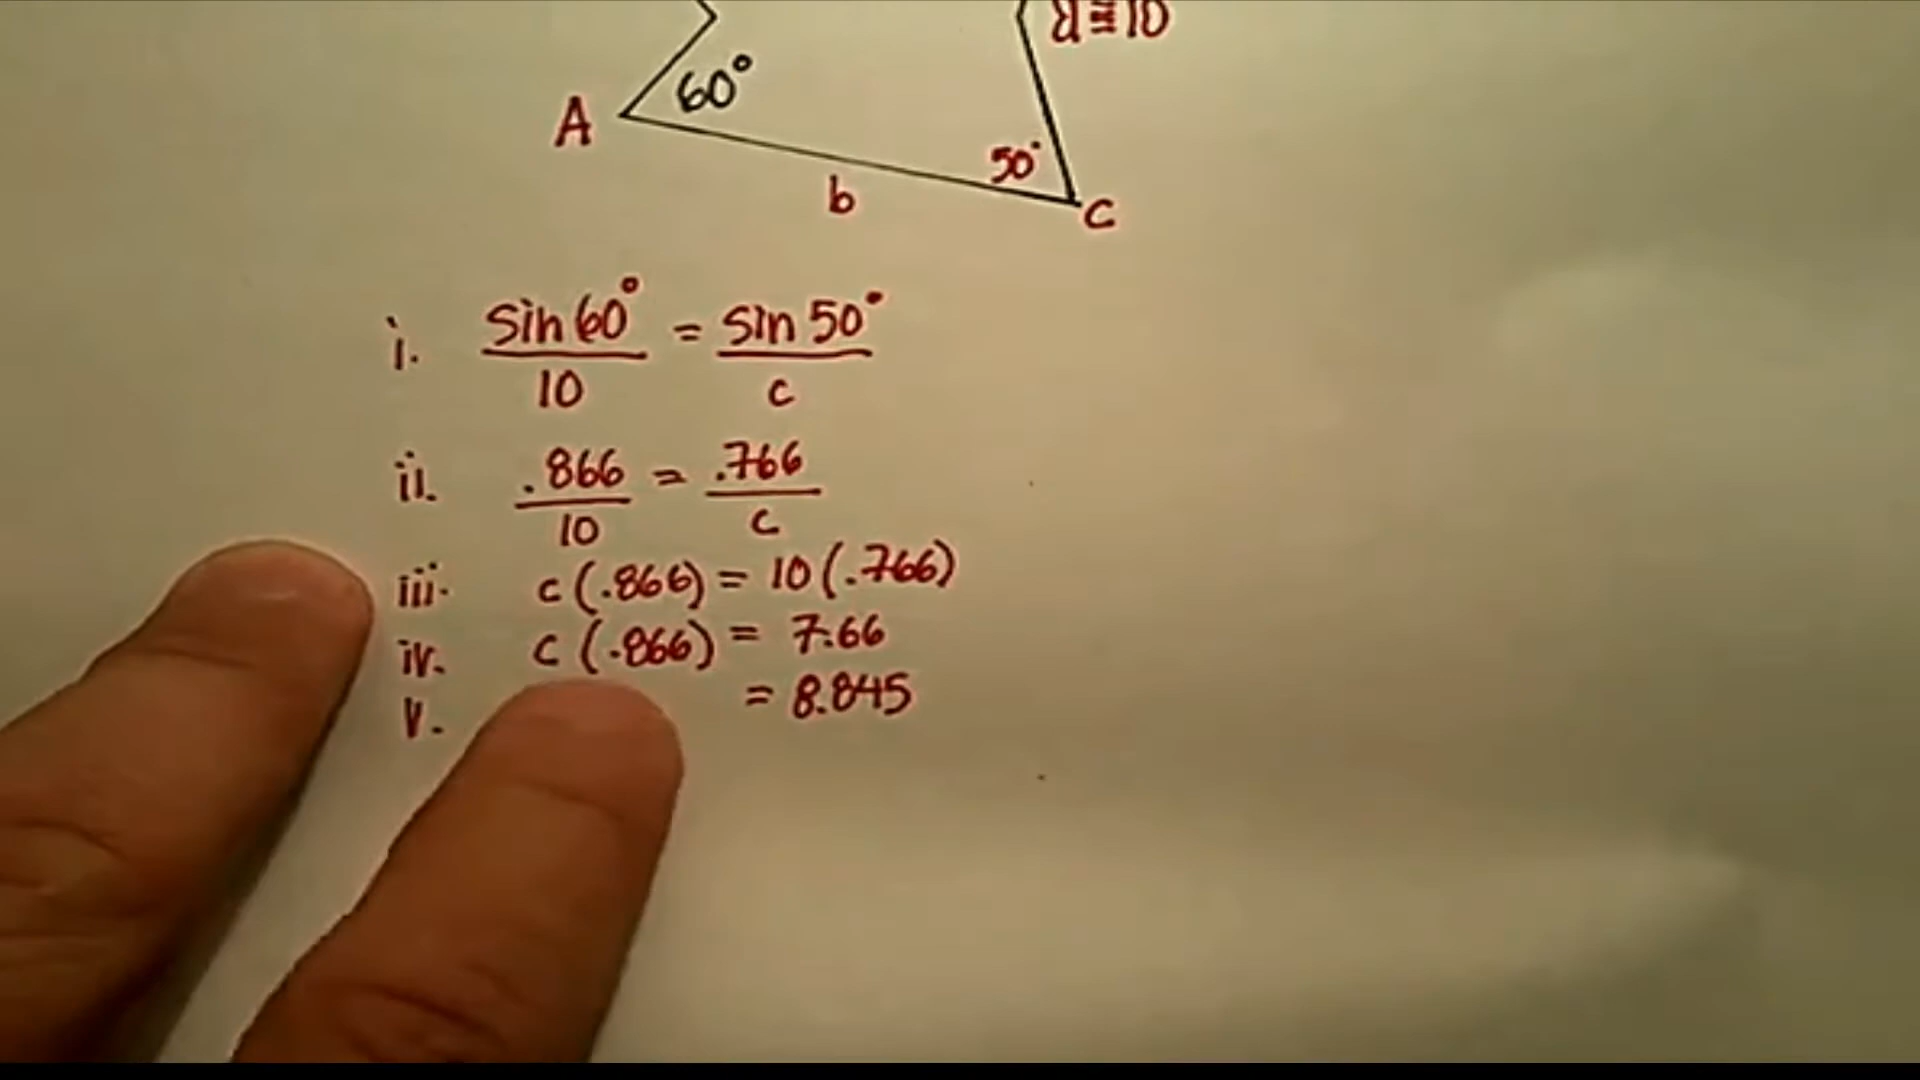 a = 10
60°
A
50°
b
C
i. sin 60° / 10 = sin 50° / c
ii. .866 / 10 = .766 / c
iii. c (.866) = 10 (.766)
iv. c (.866) = 7.66
v. = 8.845